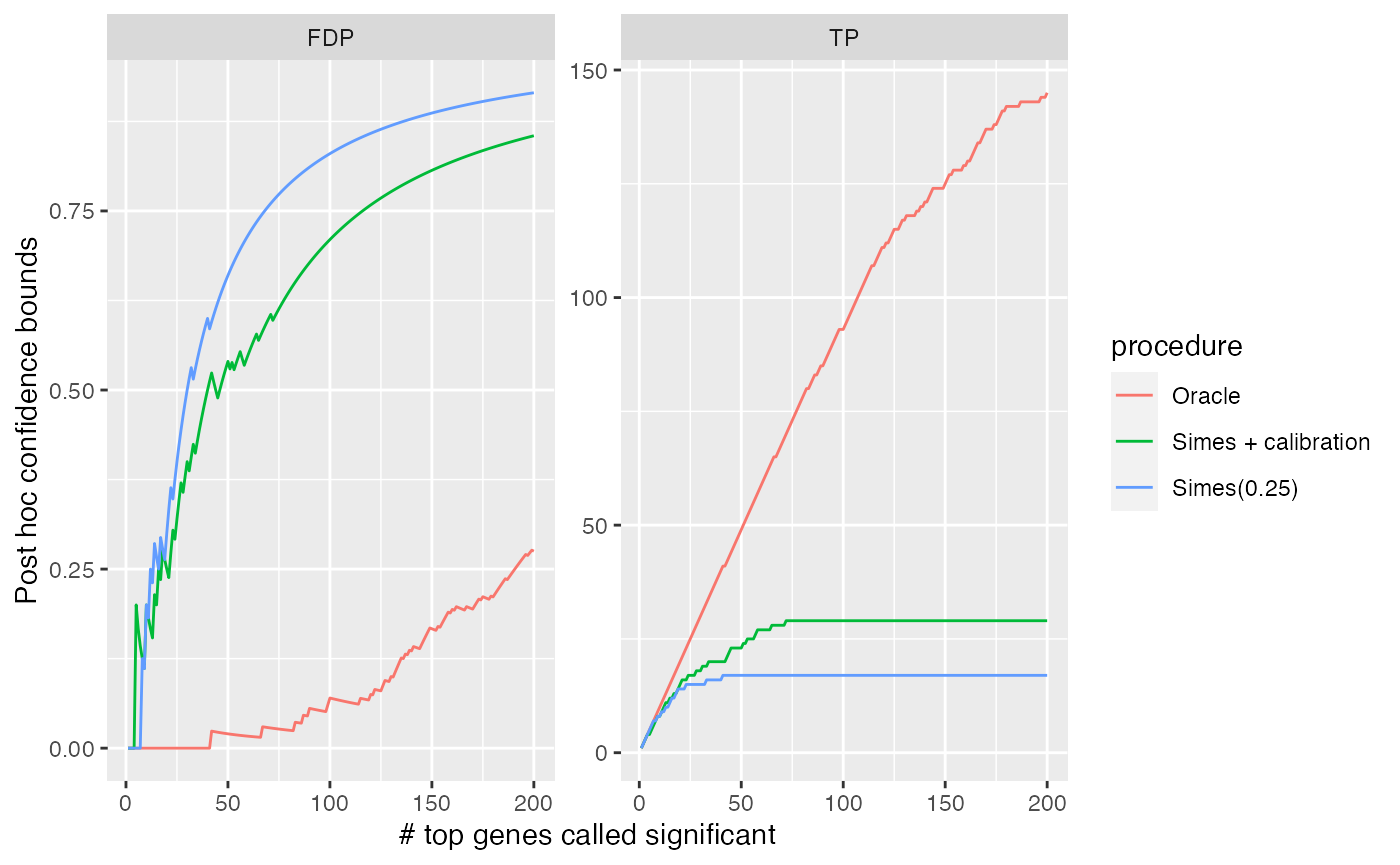 FDP
TP
Post hoc confidence bounds
0.75
0.50
0.25
0.00
0 50 100 150 200
150
100
50
0
0 50 100 150 200
# top genes called significant
procedure
Oracle
Simes + calibration
Simes(0.25)